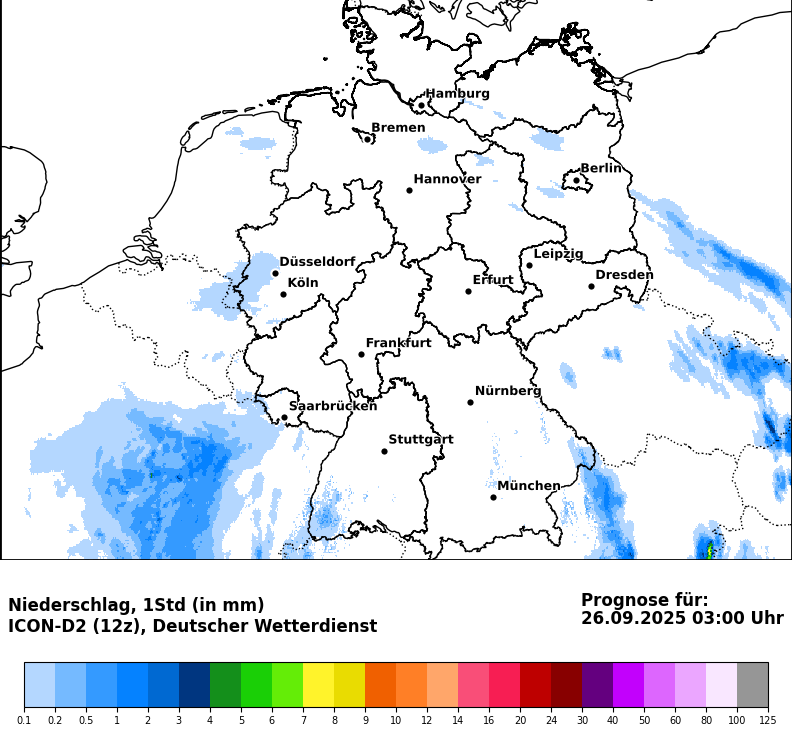 Hamburg
Bremen
Berlin
Hannover
Leipzig
Düsseldorf
Dresden
Köln
Erfurt
Frankfurt
Nürnberg
Saarbrücken
Stuttgart
München
Niederschlag, 1Std (in mm)
ICON-D2 (12z), Deutscher Wetterdienst
Prognose für:
26.09.2025 03:00 Uhr
0.1 0.2 0.5 1 2 3 4 5 6 7 8 9 10 12 14 16 20 24 30 40 50 60 80 100 125